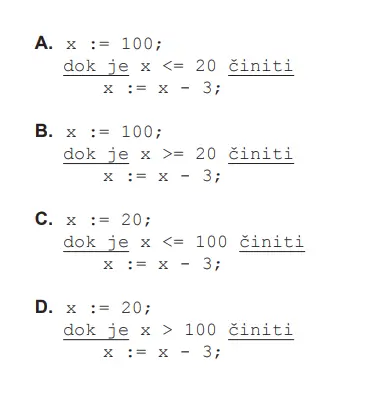 A. x := 100;
dok je x <= 20 činiti
x := x - 3;
B. x := 100;
dok je x >= 20 činiti
x := x - 3;
C. x := 20;
dok je x <= 100 činiti
x := x - 3;
D. x := 20;
dok je x > 100 činiti
x := x - 3;